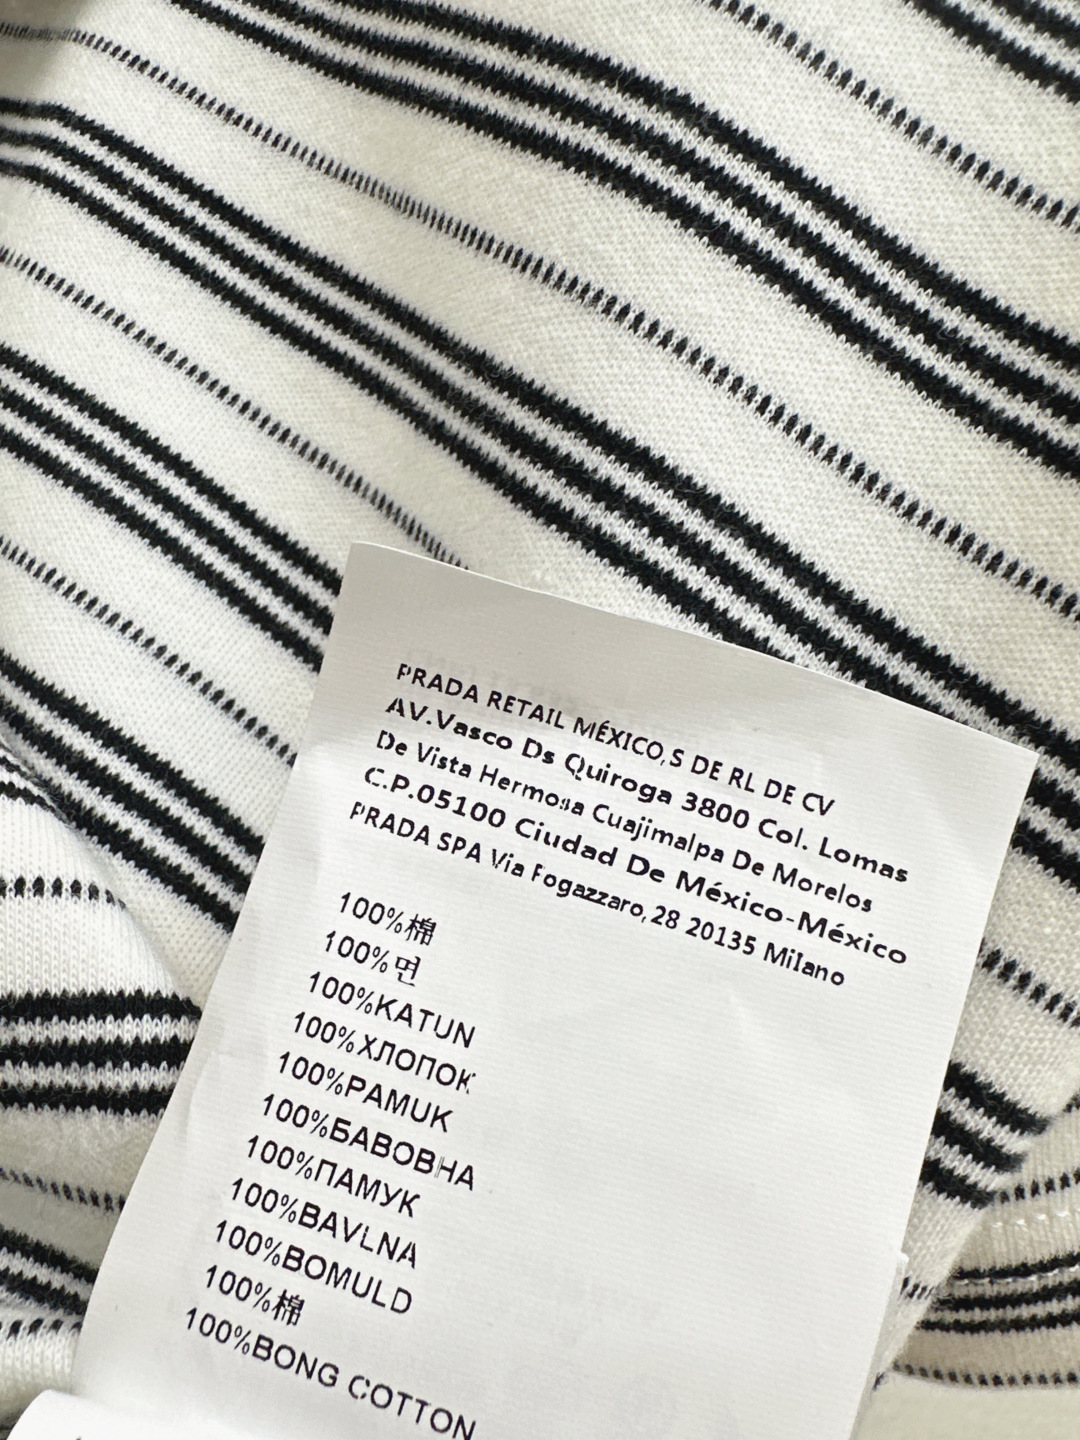 PRADA RETAIL MÉXICO,S DE RL DE CV
AV.Vasco Ds Quiroga 3800 Col. Lomas
De Vista Hermosa Cuajimalpa De Morelos
C.P.05100 Ciudad De México-México
PRADA SPA Via Fogazzaro,28 20135 Milano
100%棉
100%면
100%KATUN
100%ХЛОПОК
100%PAMUK
100%БАВОВНА
100%ПАМУК
100%BAVLNA
100%BOMULD
100%棉
100%BONG COTTON